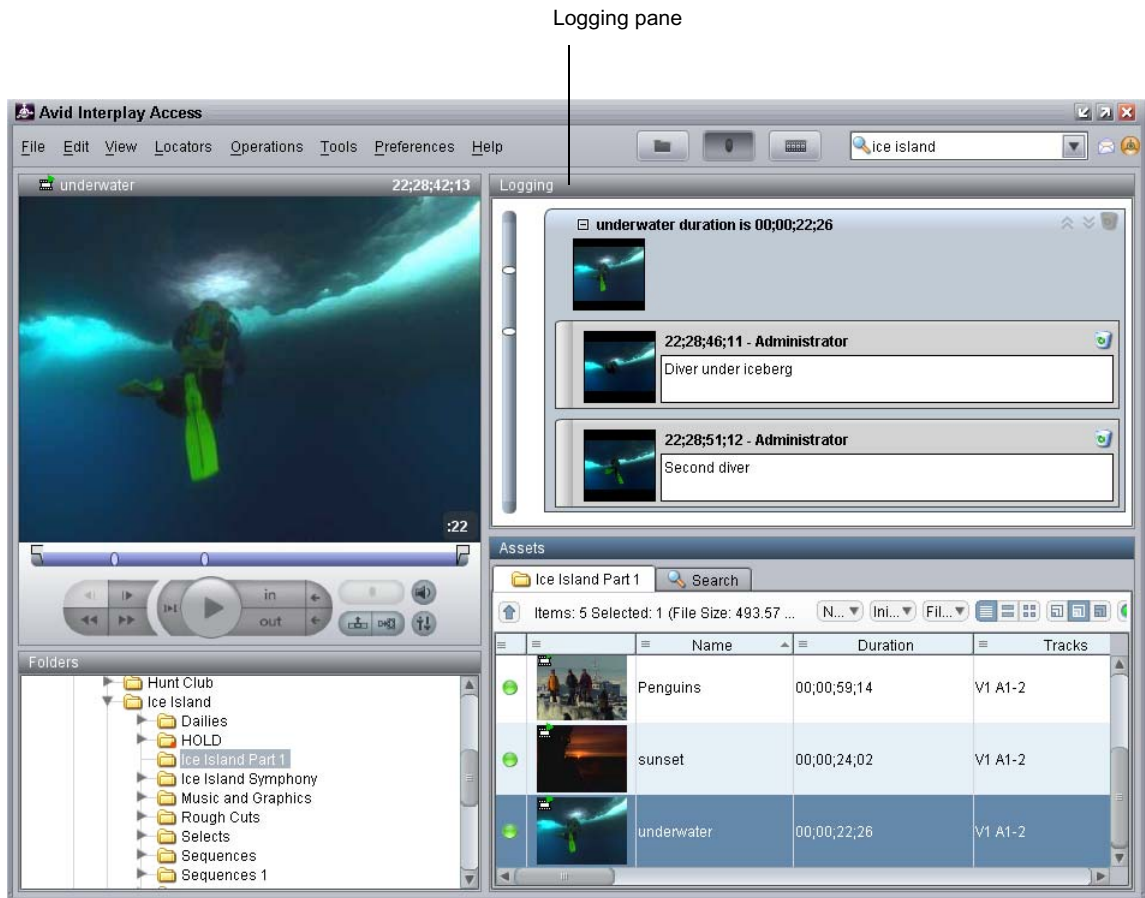 Logging pane
Avid Interplay Access
File Edit View Locators Operations Tools Preferences Help
ice island
underwater 22;28;42;13
:22
in
out
Logging
underwater duration is 00;00;22;26
22;28;46;11 - Administrator
Diver under iceberg
22;28;51;12 - Administrator
Second diver
Folders
Hunt Club
Ice Island
Dailies
HOLD
Ice Island Part 1
Ice Island Symphony
Music and Graphics
Rough Cuts
Selects
Sequences
Sequences 1
Assets
Ice Island Part 1 Search
Items: 5 Selected: 1 (File Size: 493.57 ... N... Ini... Fil...
Name Duration Tracks
Penguins 00;00;59;14 V1 A1-2
sunset 00;00;24;02 V1 A1-2
underwater 00;00;22;26 V1 A1-2